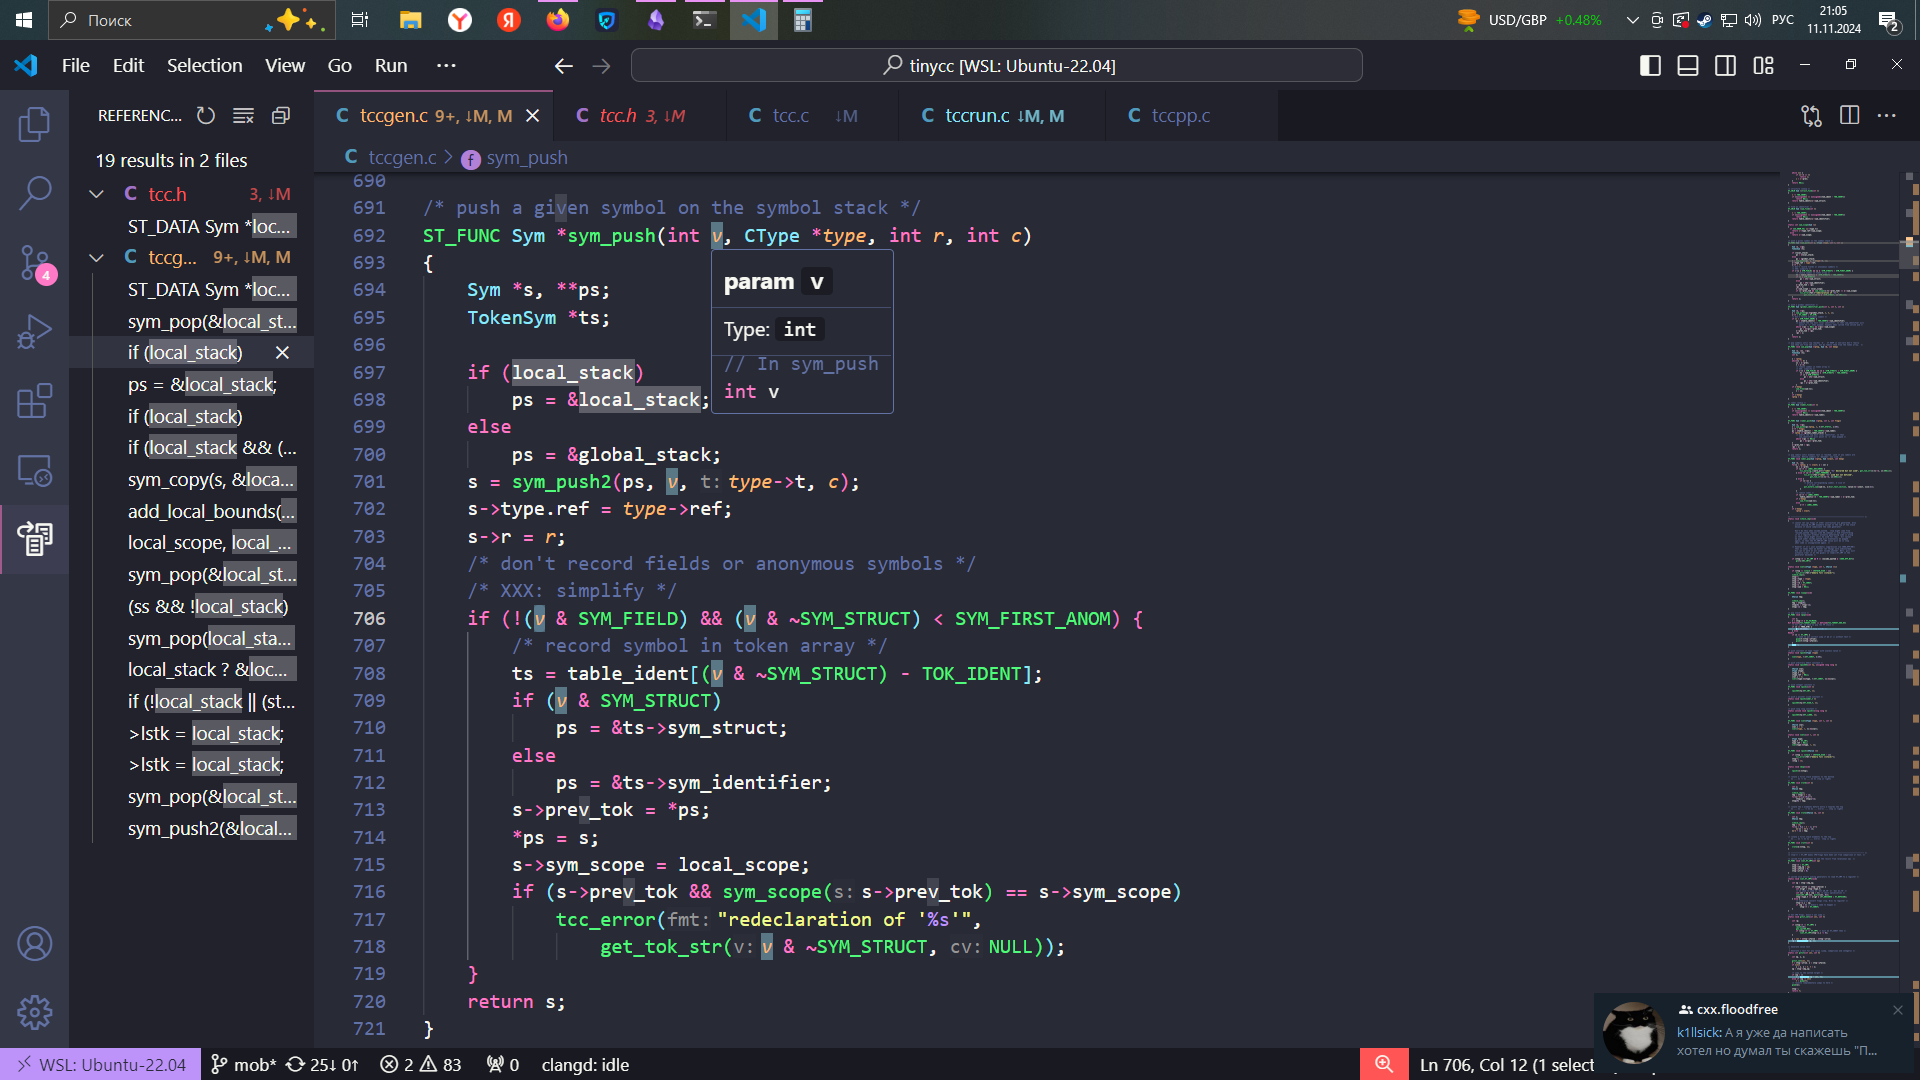 Поиск
USD/GBP +0.48%
РУС
21:05
11.11.2024
2
File Edit Selection View Go Run ···
tinycc [WSL: Ubuntu-22.04]
REFERENC...
C tccgen.c 9+, ↓M, M
C tcc.h 3, ↓M
C tcc.c ↓M
C tccrun.c ↓M, M
C tccpp.c
C tccgen.c > f sym_push
19 results in 2 files
C tcc.h 3, ↓M
ST_DATA Sym *loc...
C tccg... 9+, ↓M, M
ST_DATA Sym *loc...
sym_pop(&local_st...
if (local_stack)
ps = &local_stack;
if (local_stack)
if (local_stack && (...
sym_copy(s, &loca...
add_local_bounds(...
local_scope, local_...
sym_pop(&local_st...
(ss && !local_stack)
sym_pop(local_sta...
local_stack ? &loc...
if (!local_stack || (st...
>lstk = local_stack;
>lstk = local_stack;
sym_pop(&local_st...
sym_push2(&local...
4
690
691 /* push a given symbol on the symbol stack */
692 ST_FUNC Sym *sym_push(int v, CType *type, int r, int c)
693 {
694 Sym *s, **ps;
695 TokenSym *ts;
696
697 if (local_stack)
698 ps = &local_stack;
699 else
700 ps = &global_stack;
701 s = sym_push2(ps, v, t: type->t, c);
702 s->type.ref = type->ref;
703 s->r = r;
704 /* don't record fields or anonymous symbols */
705 /* XXX: simplify */
706 if (!(v & SYM_FIELD) && (v & ~SYM_STRUCT) < SYM_FIRST_ANOM) {
707 /* record symbol in token array */
708 ts = table_ident[(v & ~SYM_STRUCT) - TOK_IDENT];
709 if (v & SYM_STRUCT)
710 ps = &ts->sym_struct;
711 else
712 ps = &ts->sym_identifier;
713 s->prev_tok = *ps;
714 *ps = s;
715 s->sym_scope = local_scope;
716 if (s->prev_tok && sym_scope(s: s->prev_tok) == s->sym_scope)
717 tcc_error(fmt: "redeclaration of '%s'",
718 get_tok_str(v: v & ~SYM_STRUCT, cv: NULL));
719 }
720 return s;
721 }
param v
Type: int
// In sym_push
int v
cxx.floodfree
k1llsick: А я уже да написать
хотел но думал ты скажешь "П...
WSL: Ubuntu-22.04
mob* 25↓ 0↑
2 83
0
clangd: idle
Ln 706, Col 12 (1 select